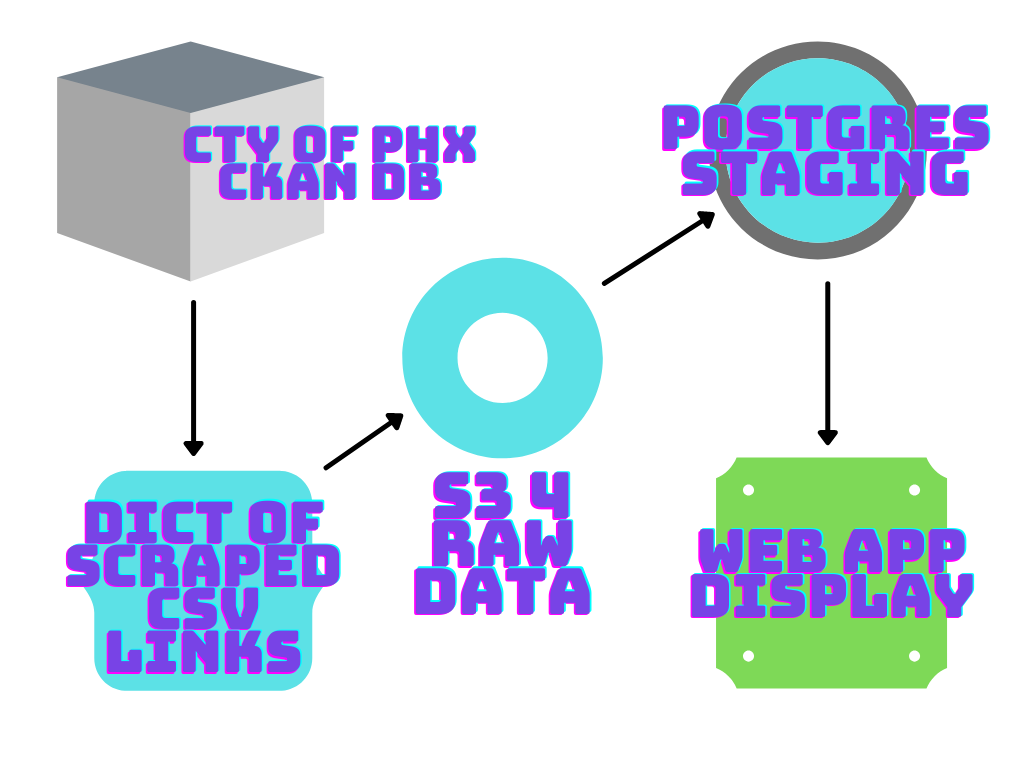 CTY OF PHX
CKAN DB
POSTGRES
STAGING
DICT OF
SCRAPED
CSV
LINKS
S3 4
RAW
DATA
WEB APP
DISPLAY